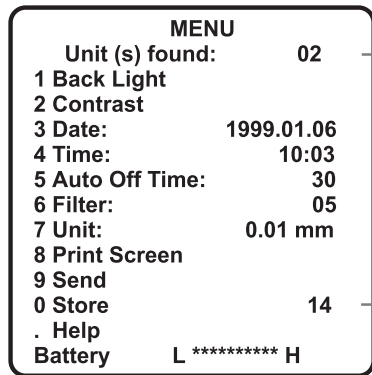 MENU
Unit (s) found: 02
1 Back Light
2 Contrast
3 Date: 1999.01.06
4 Time: 10:03
5 Auto Off Time: 30
6 Filter: 05
7 Unit: 0.01 mm
8 Print Screen
9 Send
0 Store 14
. Help
Battery L ********** H